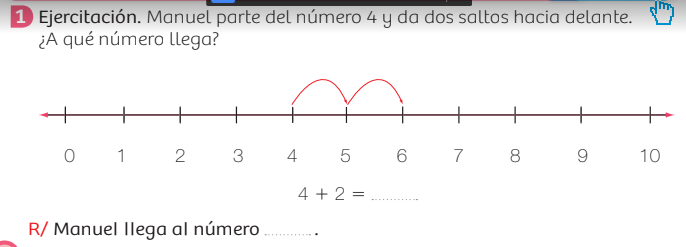 1 Ejercitación. Manuel parte del número 4 y da dos saltos hacia delante.
¿A qué número llega?
0 1 2 3 4 5 6 7 8 9 10
4 + 2 = ............
R/ Manuel llega al número ............ .